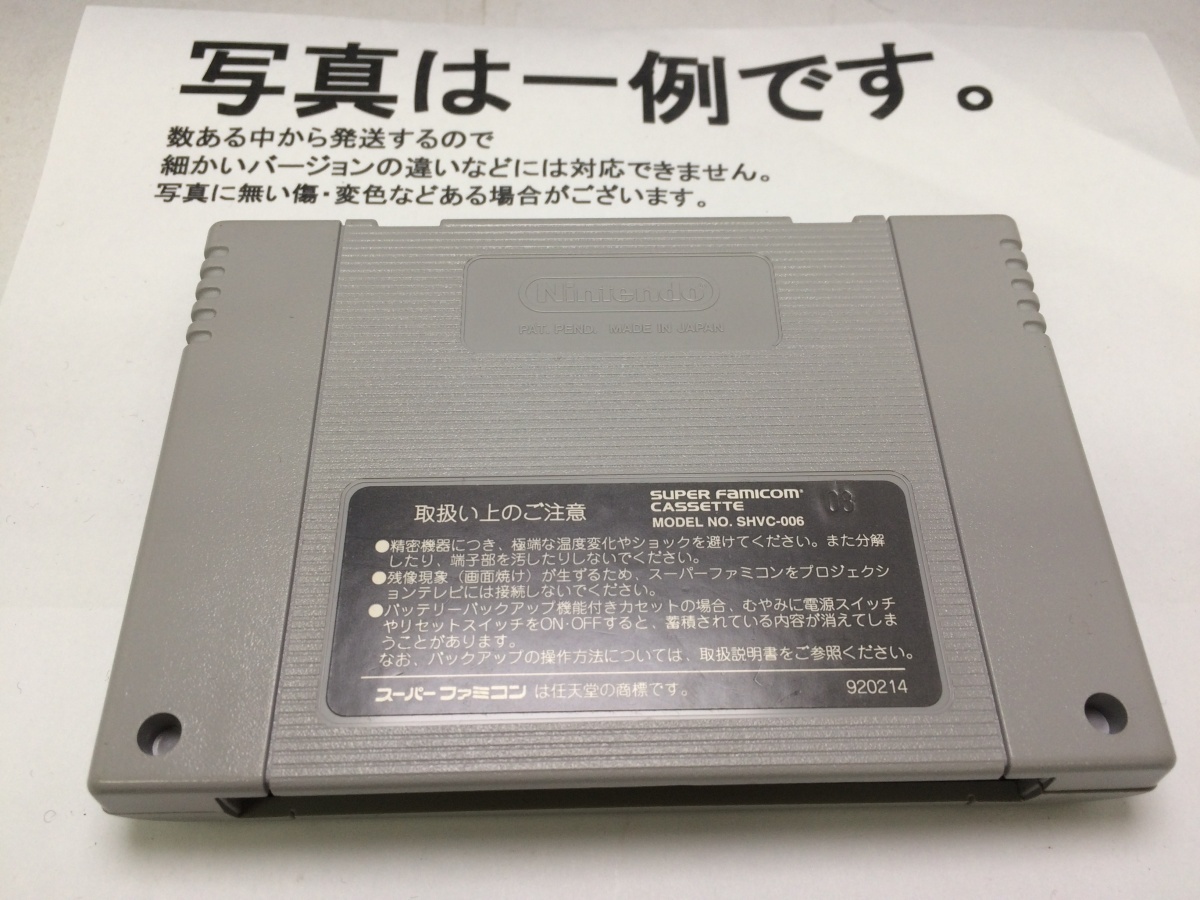 写真は一例です。
数ある中から発送するので
細かいバージョンの違いなどには対応できません。
写真に無い傷・変色などある場合がございます。
Nintendo®
PAT. PEND. MADE IN JAPAN
取扱い上のご注意
SUPER FAMICOM®
CASSETTE
MODEL NO. SHVC-006
03
●精密機器につき、極端な温度変化やショックを避けてください。また分解
したり、端子部を汚したりしないでください。
●残像現象（画面焼け）が生ずるため、スーパーファミコンをプロジェクシ
ョンテレビには接続しないでください。
●バッテリーバックアップ機能付きカセットの場合、むやみに電源スイッチ
やリセットスイッチをON・OFFすると、蓄積されている内容が消えてしま
うことがあります。
なお、バックアップの操作方法については、取扱説明書をご参照ください。
スーパーファミコン は任天堂の商標です。
920214